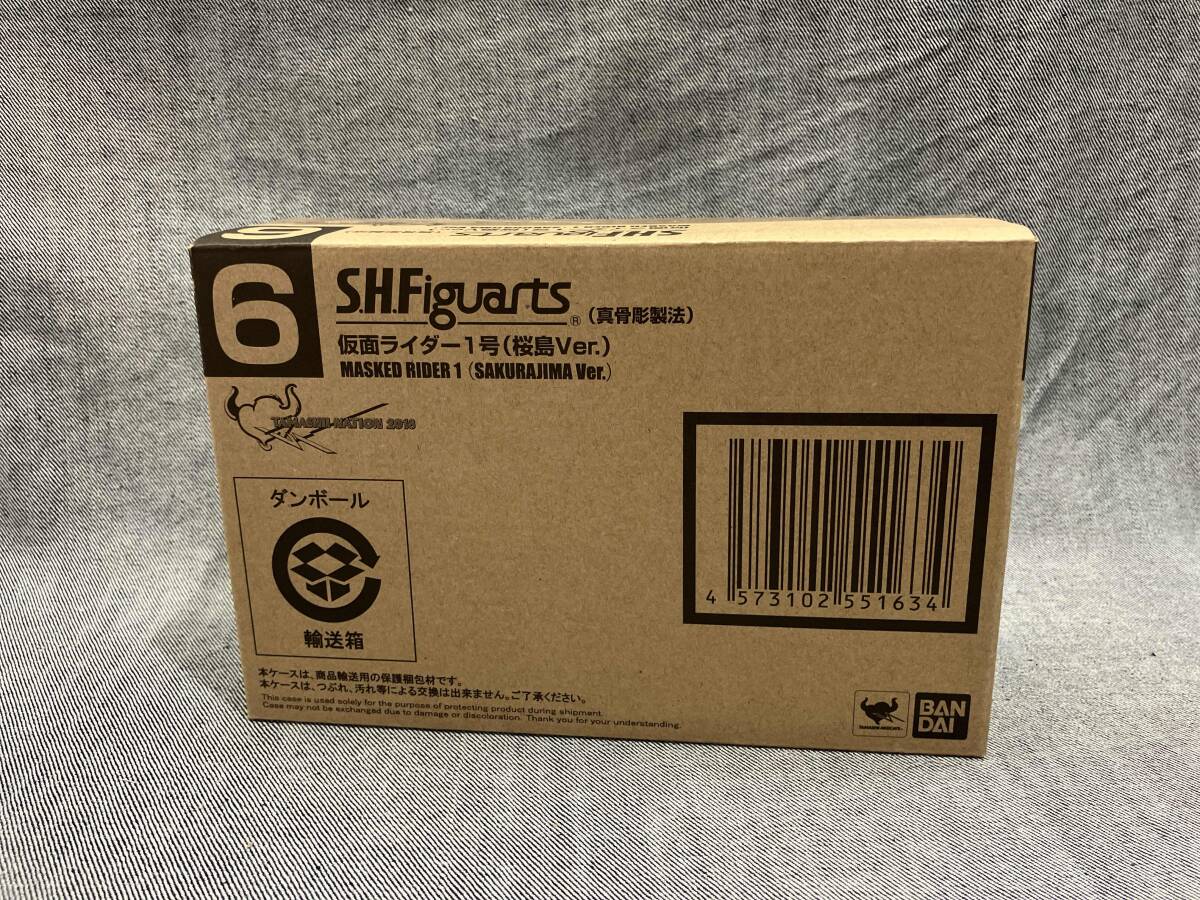 6
S.H.Figuarts®
(真骨彫製法)
仮面ライダー1号(桜島Ver.)
MASKED RIDER 1 (SAKURAJIMA Ver.)
TAMASHII NATION 2018
ダンボール
輸送箱
4 573102 551634
本ケースは、商品輸送用の保護梱包材です。
本ケースは、つぶれ、汚れ等による交換は出来ません。ご了承ください。
This case is used solely for the purpose of protecting product during shipment.
Case may not be exchanged due to damage or discoloration. Thank you for your understanding.
BAN
DAI